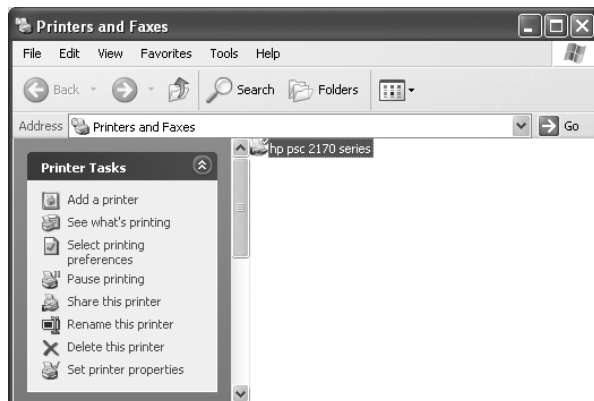 Printers and Faxes
File Edit View Favorites Tools Help
Back Search Folders
Address Printers and Faxes Go
hp psc 2170 series
Printer Tasks
Add a printer
See what's printing
Select printing
preferences
Pause printing
Share this printer
Rename this printer
Delete this printer
Set printer properties